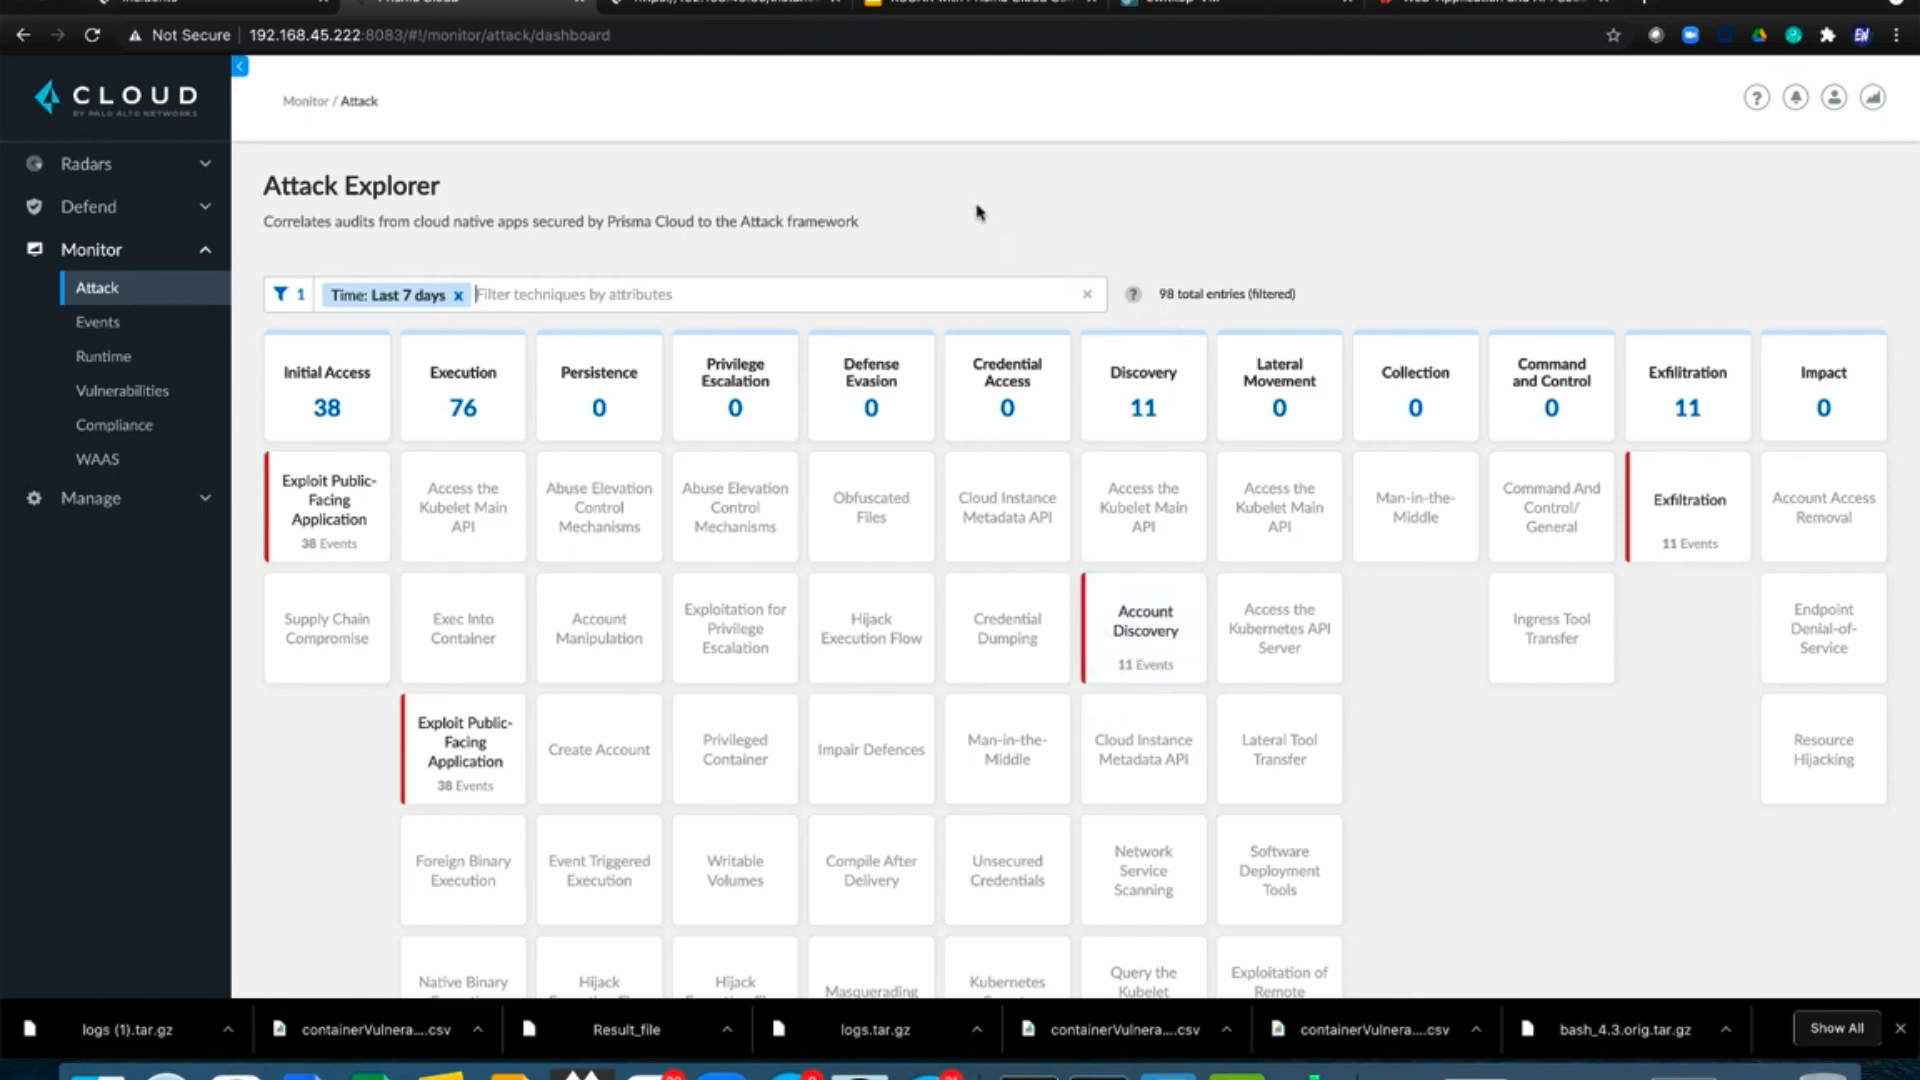 Not Secure 192.168.45.222:8083/#!/monitor/attack/dashboard
CLOUD
BY PALO ALTO NETWORKS
Monitor / Attack
Radars
Defend
Monitor
Attack
Events
Runtime
Vulnerabilities
Compliance
WAAS
Manage
Attack Explorer
Correlates audits from cloud native apps secured by Prisma Cloud to the Attack framework
1 Time: Last 7 days x Filter techniques by attributes
98 total entries (filtered)
Initial Access
38
Execution
76
Persistence
0
Privilege
Escalation
0
Defense
Evasion
0
Credential
Access
0
Discovery
11
Lateral
Movement
0
Collection
0
Command
and Control
0
Exfilitration
11
Impact
0
Exploit Public-
Facing
Application
38 Events
Access the
Kubelet Main
API
Abuse Elevation
Control
Mechanisms
Abuse Elevation
Control
Mechanisms
Obfuscated
Files
Cloud Instance
Metadata API
Access the
Kubelet Main
API
Access the
Kubelet Main
API
Man-in-the-
Middle
Command And
Control/
General
Exfiltration
11 Events
Account Access
Removal
Supply Chain
Compromise
Exec Into
Container
Account
Manipulation
Exploitation for
Privilege
Escalation
Hijack
Execution Flow
Credential
Dumping
Account
Discovery
11 Events
Access the
Kubernetes API
Server
Ingress Tool
Transfer
Endpoint
Denial-of-
Service
Exploit Public-
Facing
Application
38 Events
Create Account
Privileged
Container
Impair Defences
Man-in-the-
Middle
Cloud Instance
Metadata API
Lateral Tool
Transfer
Resource
Hijacking
Foreign Binary
Execution
Event Triggered
Execution
Writable
Volumes
Compile After
Delivery
Unsecured
Credentials
Network
Service
Scanning
Software
Deployment
Tools
Native Binary
Hijack
Hijack
Masquerading
Kubernetes
Query the
Kubelet
Exploitation of
Remote
logs (1).tar.gz
containerVulnera....csv
Result_file
logs.tar.gz
containerVulnera....csv
containerVulnera....csv
bash_4.3.orig.tar.gz
Show All